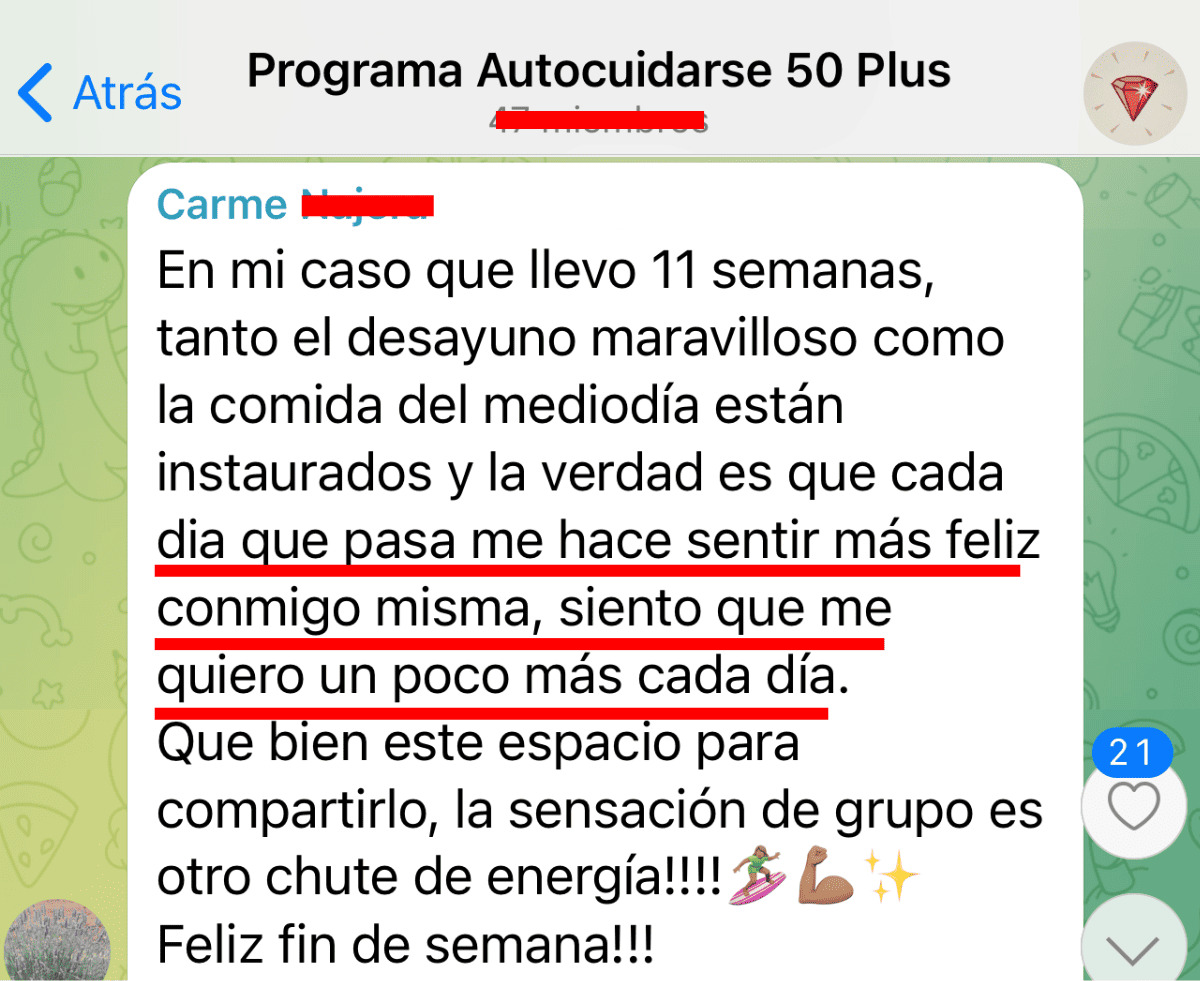 Atrás
Programa Autocuidarse 50 Plus
Carme
En mi caso que llevo 11 semanas,
tanto el desayuno maravilloso como
la comida del mediodía están
instaurados y la verdad es que cada
dia que pasa me hace sentir más feliz
conmigo misma, siento que me
quiero un poco más cada día.
Que bien este espacio para
compartirlo, la sensación de grupo es
otro chute de energía!!!!🏄🏽‍♀️💪🏽✨
Feliz fin de semana!!!
21